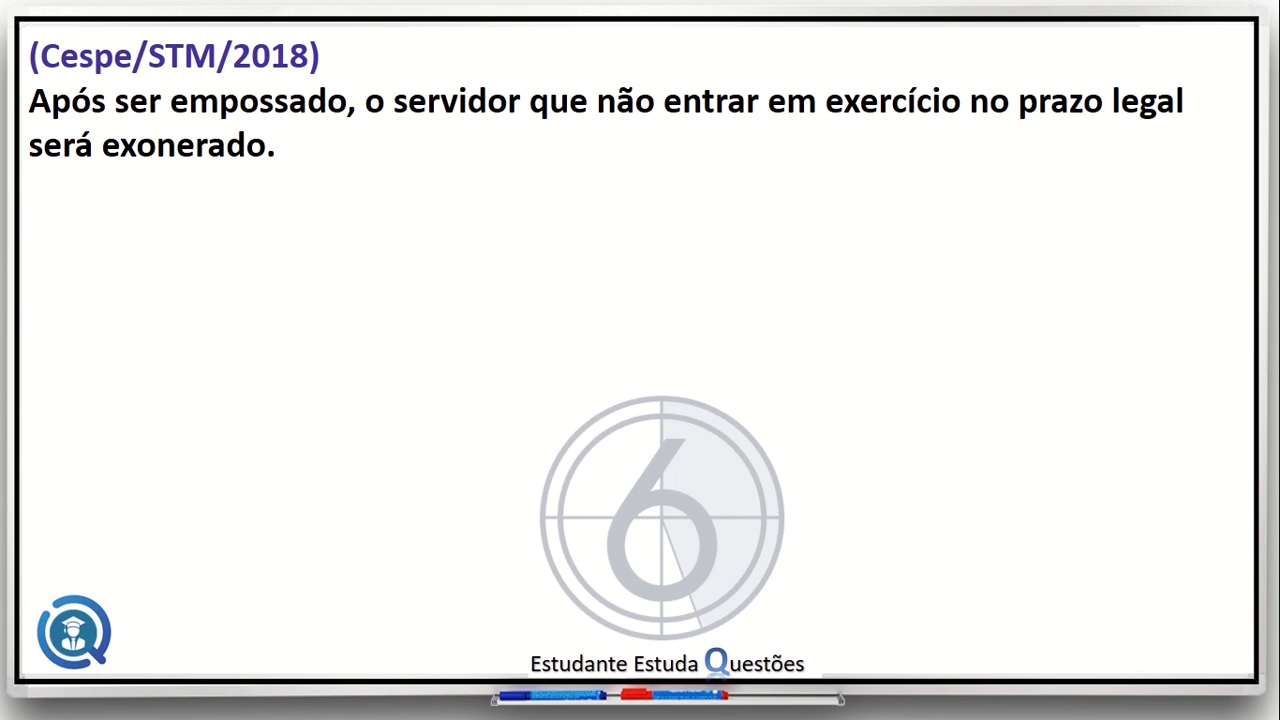 (Cespe/STM/2018)
Após ser empossado, o servidor que não entrar em exercício no prazo legal
será exonerado.
6
Estudante Estuda Questões